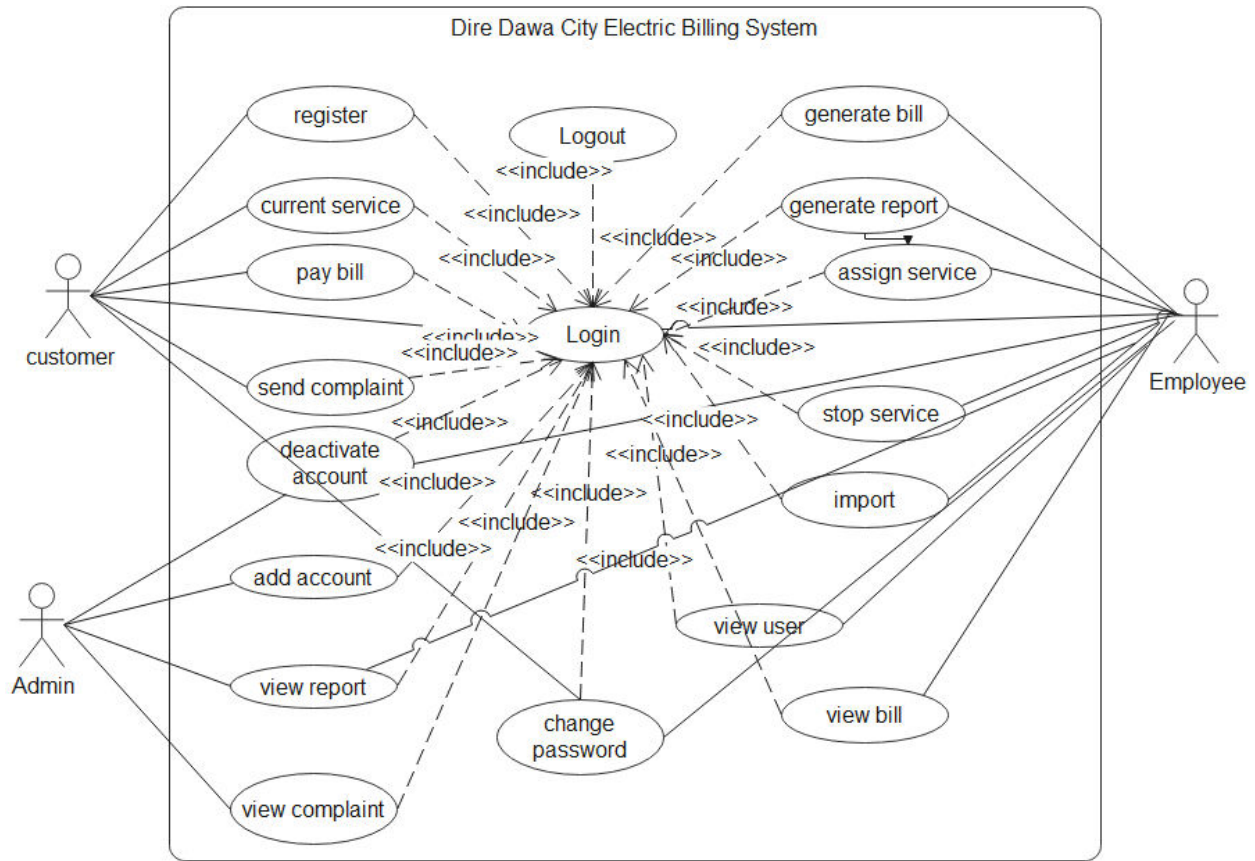 Dire Dawa City Electric Billing System
register
Logout
generate bill
<<include>>
<<include>>
current service
generate report
<<include>>
<<include>>
<<include>>
pay bill
assign service
<<include>>
<<include>>
Login
<<include>>
<<include>>
customer
Employee
send complaint
stop service
<<include>>
<<include>>
deactivate
account
<<include>>
<<include>>
<<include>>
import
<<include>>
<<include>>
<<include>>
add account
view user
Admin
view report
change
password
view bill
view complaint